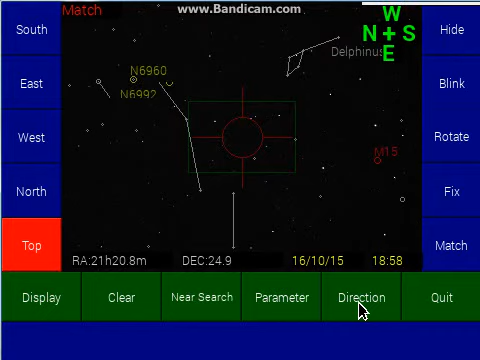 www.Bandicam.com
Match
W
N + S
E
South
East
West
North
Top
Hide
Blink
Rotate
Fix
Match
Delphinus
N6960
N6992
M15
RA:21h20.8m DEC:24.9 16/10/15 18:58
Display Clear Near Search Parameter Direction Quit